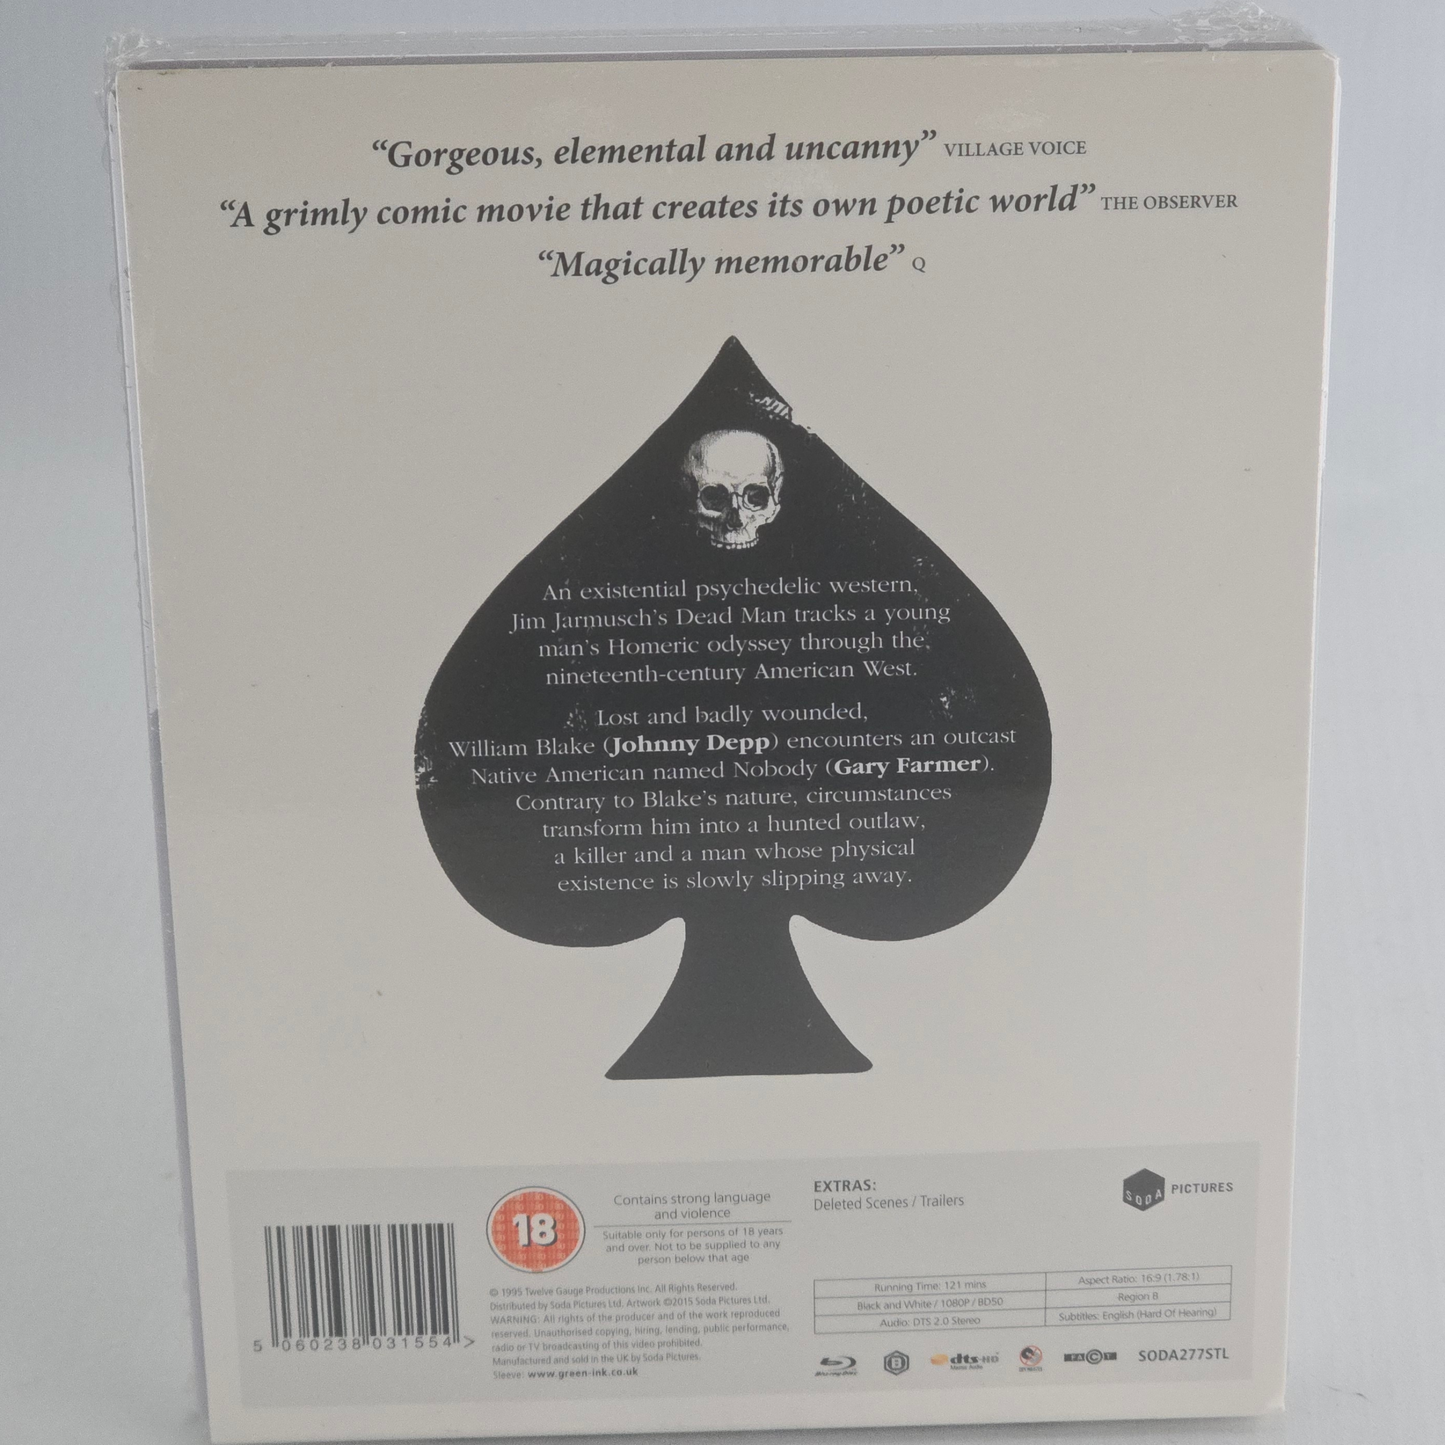 “Gorgeous, elemental and uncanny” VILLAGE VOICE
“A grimly comic movie that creates its own poetic world” THE OBSERVER
“Magically memorable” Q
An existential psychedelic western,
Jim Jarmusch's Dead Man tracks a young
man's Homeric odyssey through the
nineteenth-century American West.
Lost and badly wounded,
William Blake (Johnny Depp) encounters an outcast
Native American named Nobody (Gary Farmer).
Contrary to Blake's nature, circumstances
transform him into a hunted outlaw,
a killer and a man whose physical
existence is slowly slipping away.
5 060238 031554 >
18
Contains strong language
and violence
Suitable only for persons of 18 years
and over. Not to be supplied to any
person below that age
© 1995 Twelve Gauge Productions Inc. All Rights Reserved.
Distributed by Soda Pictures Ltd. Artwork ©2015 Soda Pictures Ltd.
WARNING: All rights of the producer and of the work reproduced
reserved. Unauthorised copying, hiring, lending, public performance,
radio or TV broadcasting of this video prohibited.
Manufactured and sold in the UK by Soda Pictures.
Sleeve: www.green-ink.co.uk
EXTRAS:
Deleted Scenes / Trailers
SODA PICTURES
Running Time: 121 mins
Aspect Ratio: 16:9 (1.78:1)
Black and White / 1080P / BD50
Region B
Audio: DTS 2.0 Stereo
Subtitles: English (Hard Of Hearing)
Blu-ray Disc
B
dts-HD
Master Audio
FACT
SODA277STL